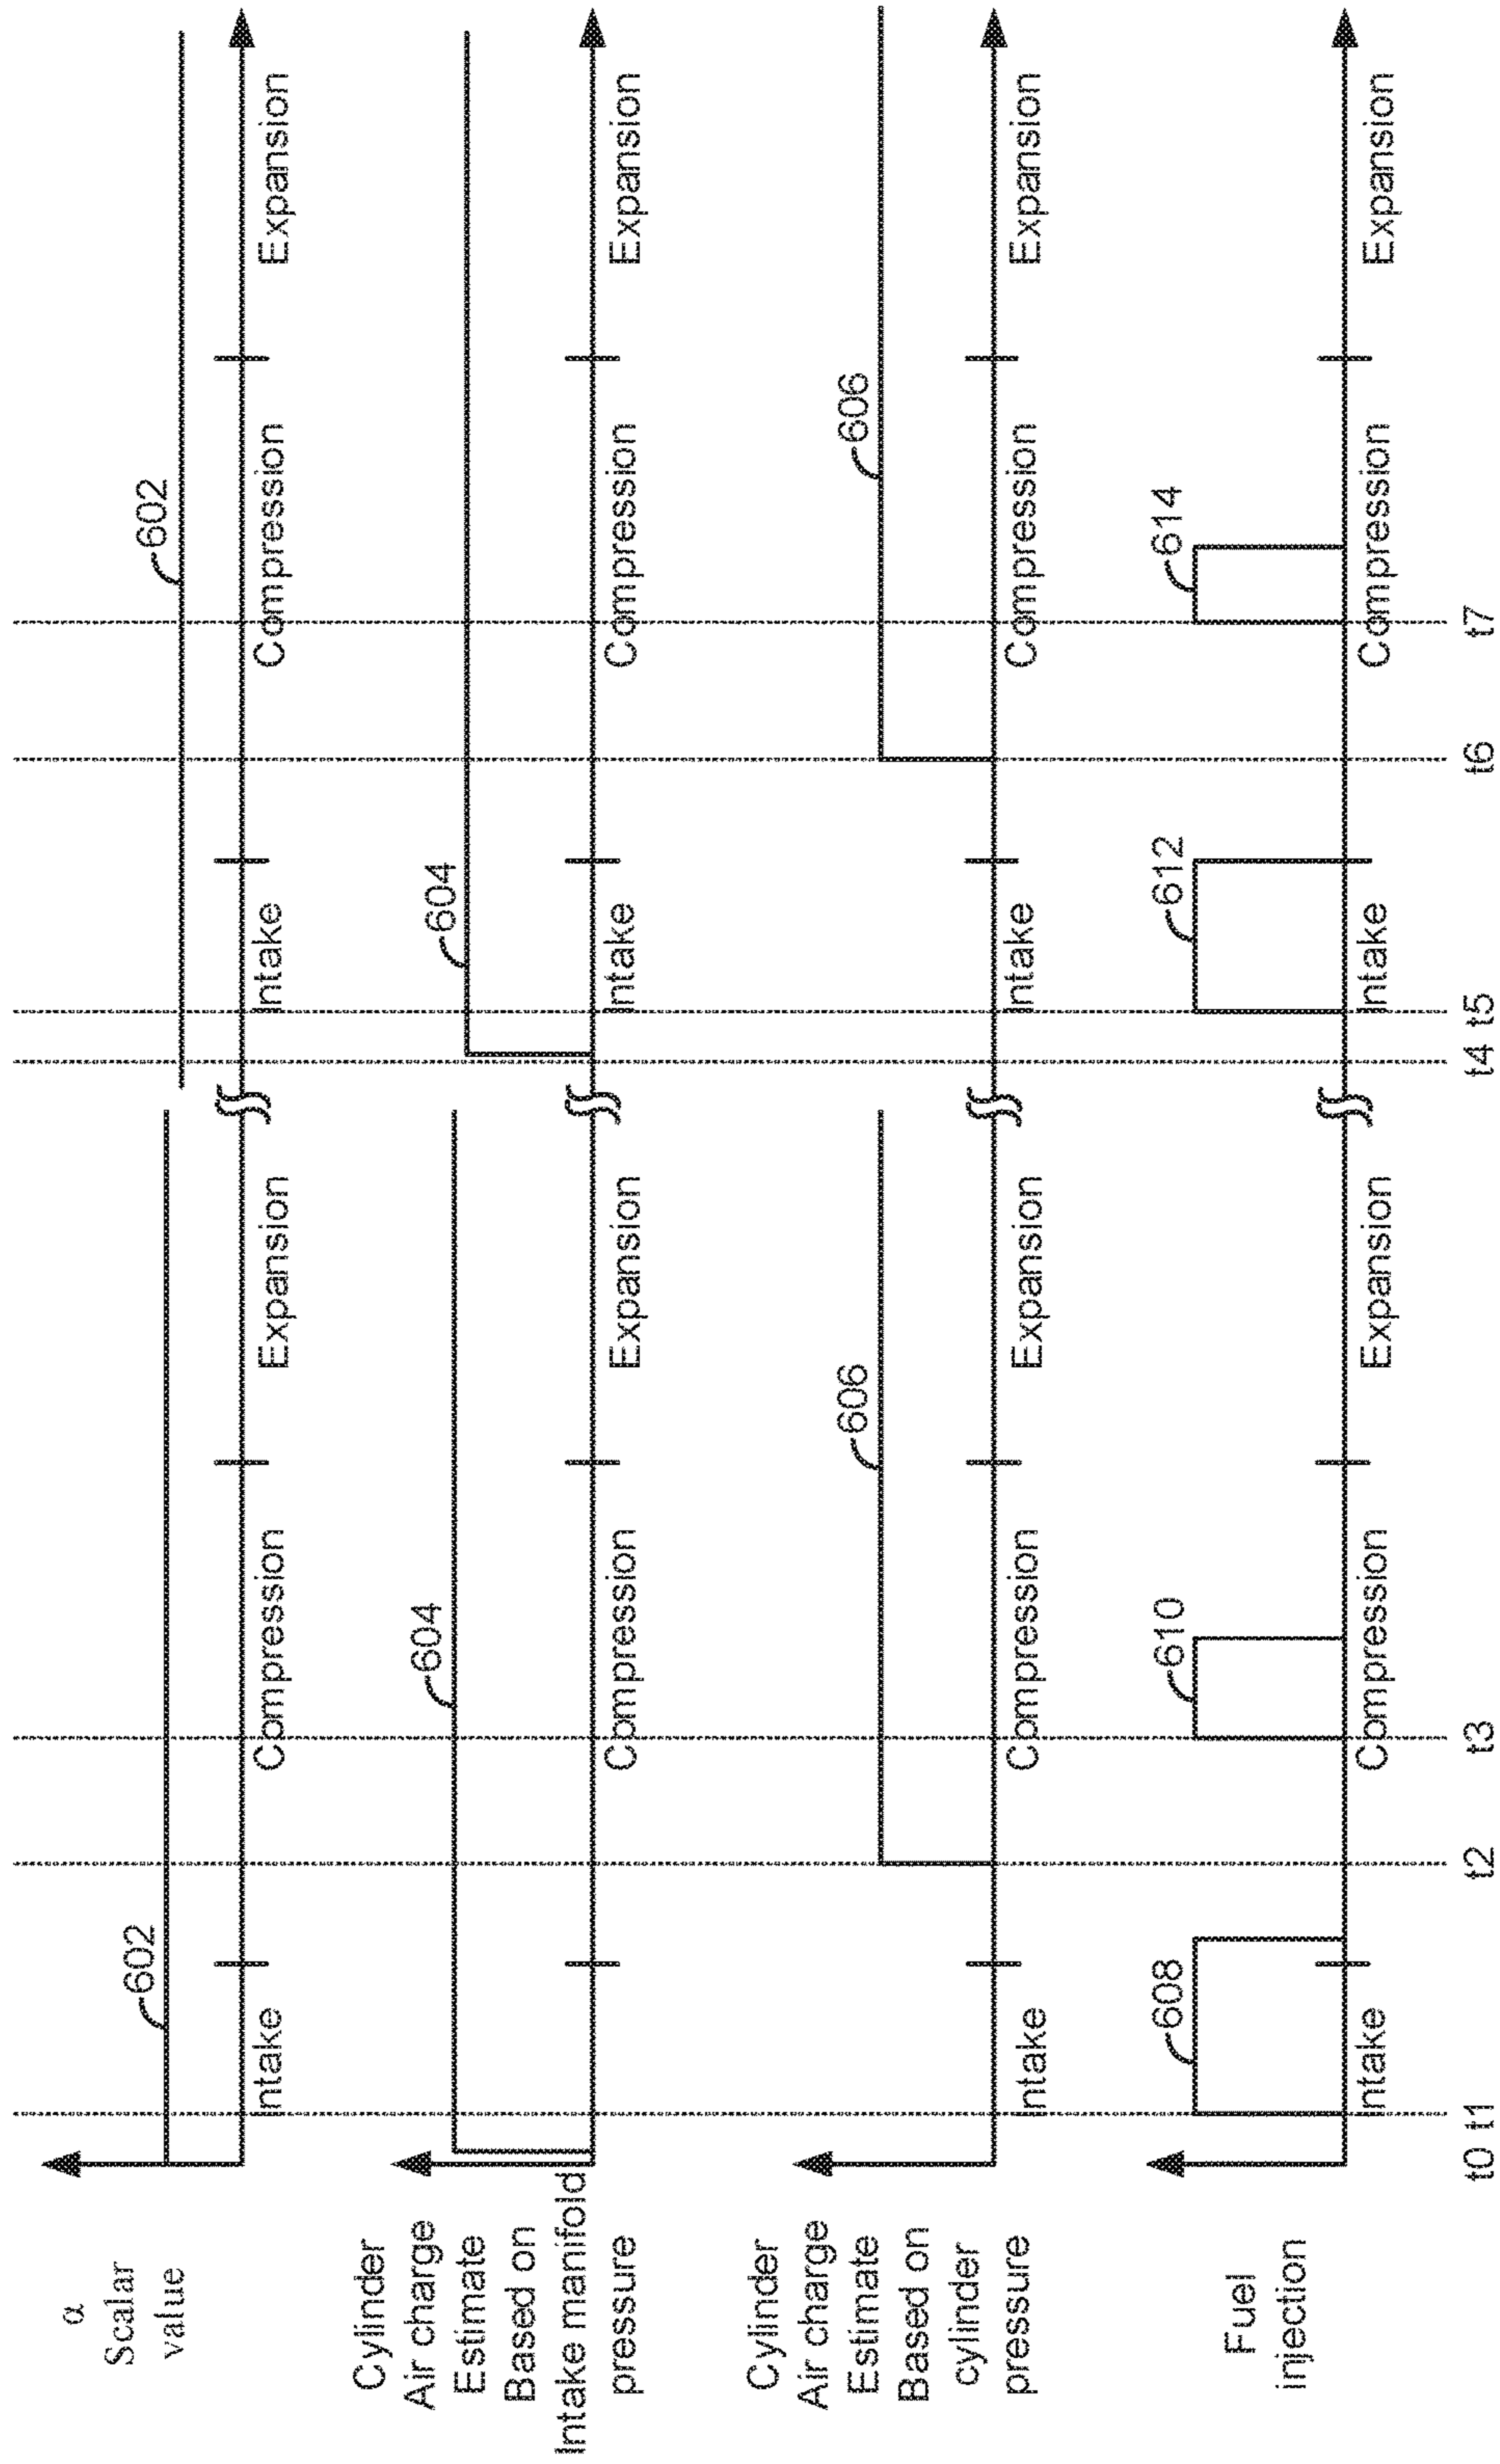 α
Scalar
value
602
602
Intake
Compression
Expansion
Intake
Compression
Expansion
Cylinder
Air charge
Estimate
Based on
Intake manifold
pressure
604
604
Intake
Compression
Expansion
Intake
Compression
Expansion
Cylinder
Air charge
Estimate
Based on
cylinder
pressure
606
606
Intake
Compression
Expansion
Intake
Compression
Expansion
Fuel
injection
608
610
612
614
Intake
Compression
Expansion
Intake
Compression
Expansion
t0 t1 t2 t3 t4 t5 t6 t7